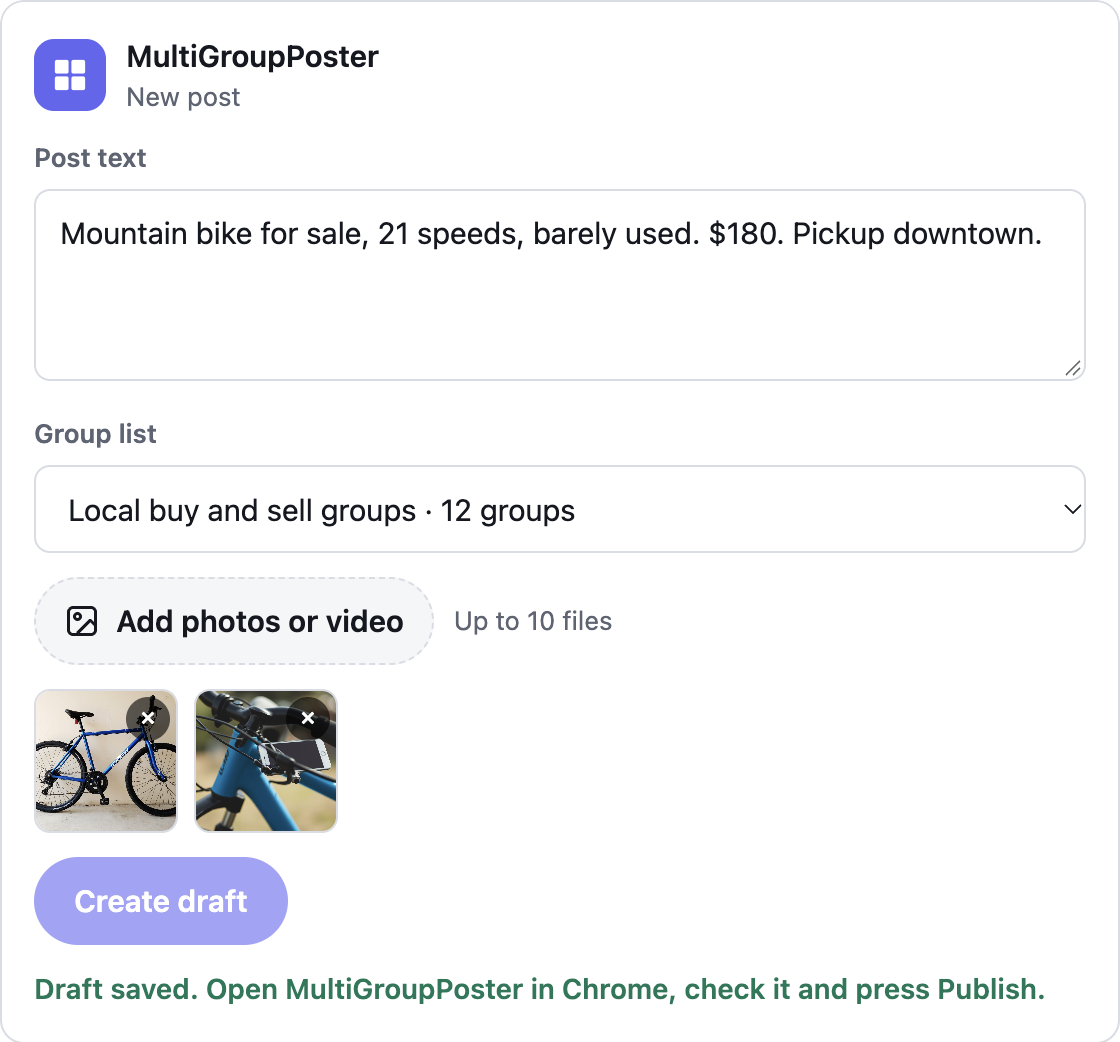 MultiGroupPoster
New post
Post text
Mountain bike for sale, 21 speeds, barely used. $180. Pickup downtown.
Group list
Local buy and sell groups · 12 groups
Add photos or video
Up to 10 files
Create draft
Draft saved. Open MultiGroupPoster in Chrome, check it and press Publish.